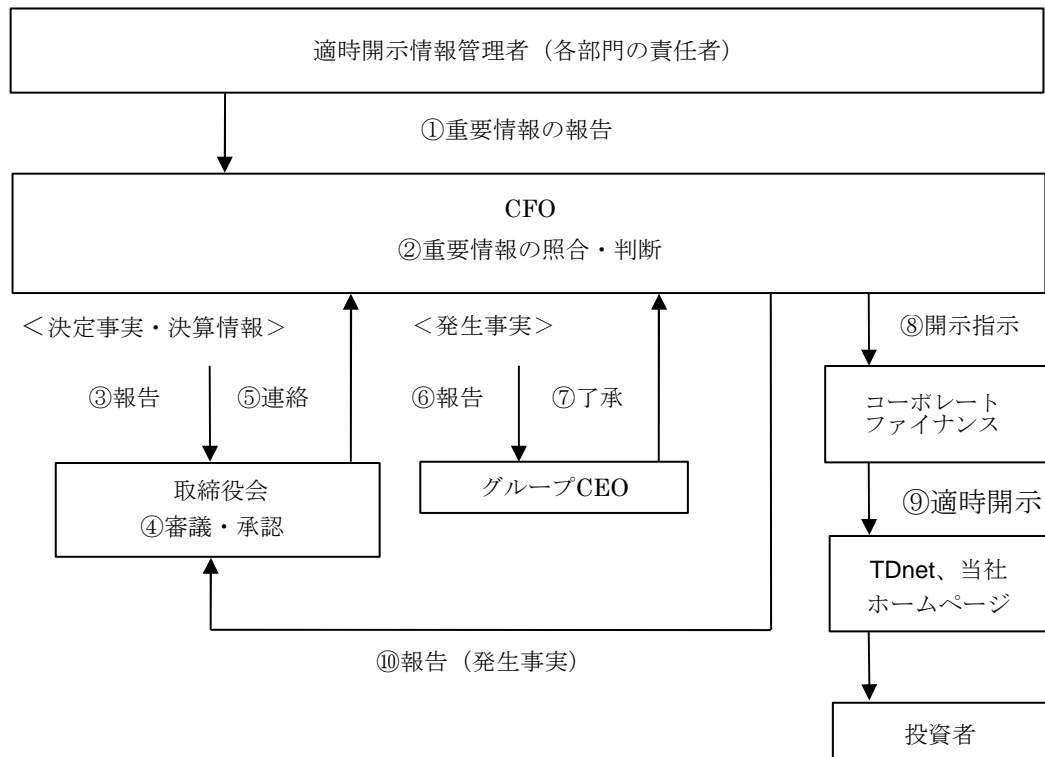 適時開示情報管理者（各部門の責任者）
①重要情報の報告
CFO
②重要情報の照合・判断
＜決定事実・決算情報＞
＜発生事実＞
⑧開示指示
③報告
⑤連絡
⑥報告
⑦了承
コーポレート
ファイナンス
取締役会
④審議・承認
グループCEO
⑨適時開示
TDnet、当社
ホームページ
⑩報告（発生事実）
投資者